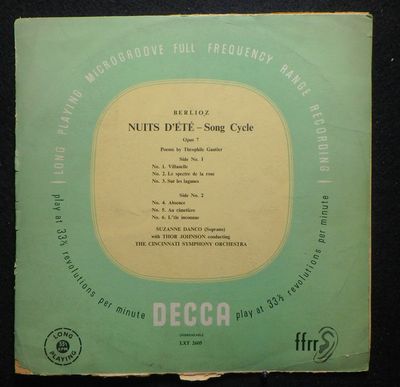 LONG PLAYING MICROGROOVE FULL FREQUENCY RANGE RECORDING
BERLIOZ
NUITS D'ÉTÉ – Song Cycle
Opus 7
Poems by Théophile Gautier
Side No. 1
No. 1. Villanelle
No. 2. Le spectre de la rose
No. 3. Sur les lagunes
Side No. 2
No. 4. Absence
No. 5. Au cimetière
No. 6. L'île inconnue
SUZANNE DANCO (Soprano)
with THOR JOHNSON conducting
THE CINCINNATI SYMPHONY ORCHESTRA
play at 33⅓ revolutions per minute
DECCA
play at 33⅓ revolutions per minute
UNBREAKABLE
LXT 2605
LONG
33⅓ RPM
PLAYING
ffrr